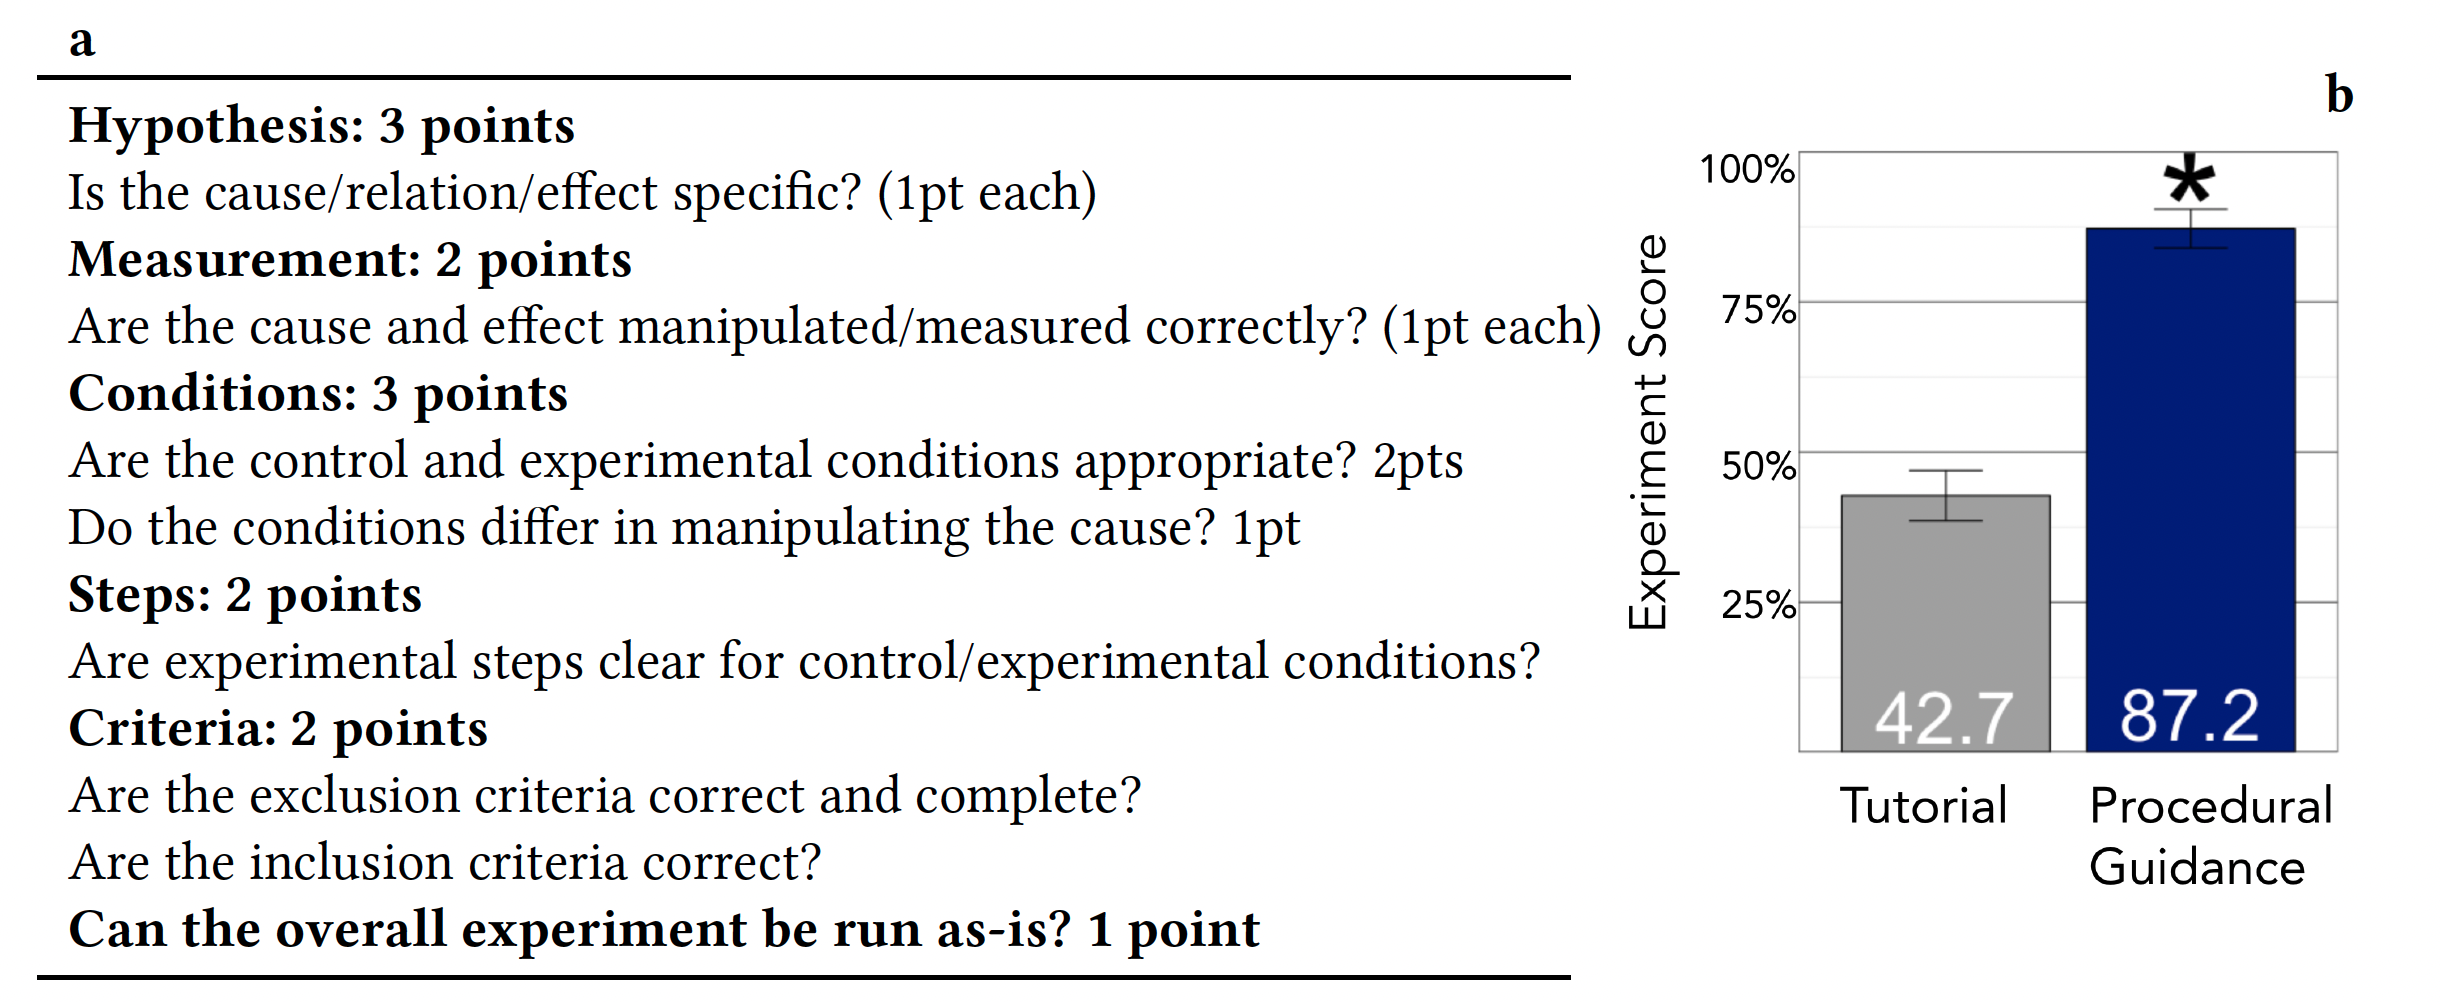 a
Hypothesis: 3 points
Is the cause/relation/effect specific? (1pt each)
Measurement: 2 points
Are the cause and effect manipulated/measured correctly? (1pt each)
Conditions: 3 points
Are the control and experimental conditions appropriate? 2pts
Do the conditions differ in manipulating the cause? 1pt
Steps: 2 points
Are experimental steps clear for control/experimental conditions?
Criteria: 2 points
Are the exclusion criteria correct and complete?
Are the inclusion criteria correct?
Can the overall experiment be run as-is? 1 point
b
Experiment Score
100%
75%
50%
25%
*
42.7
87.2
Tutorial
Procedural
Guidance